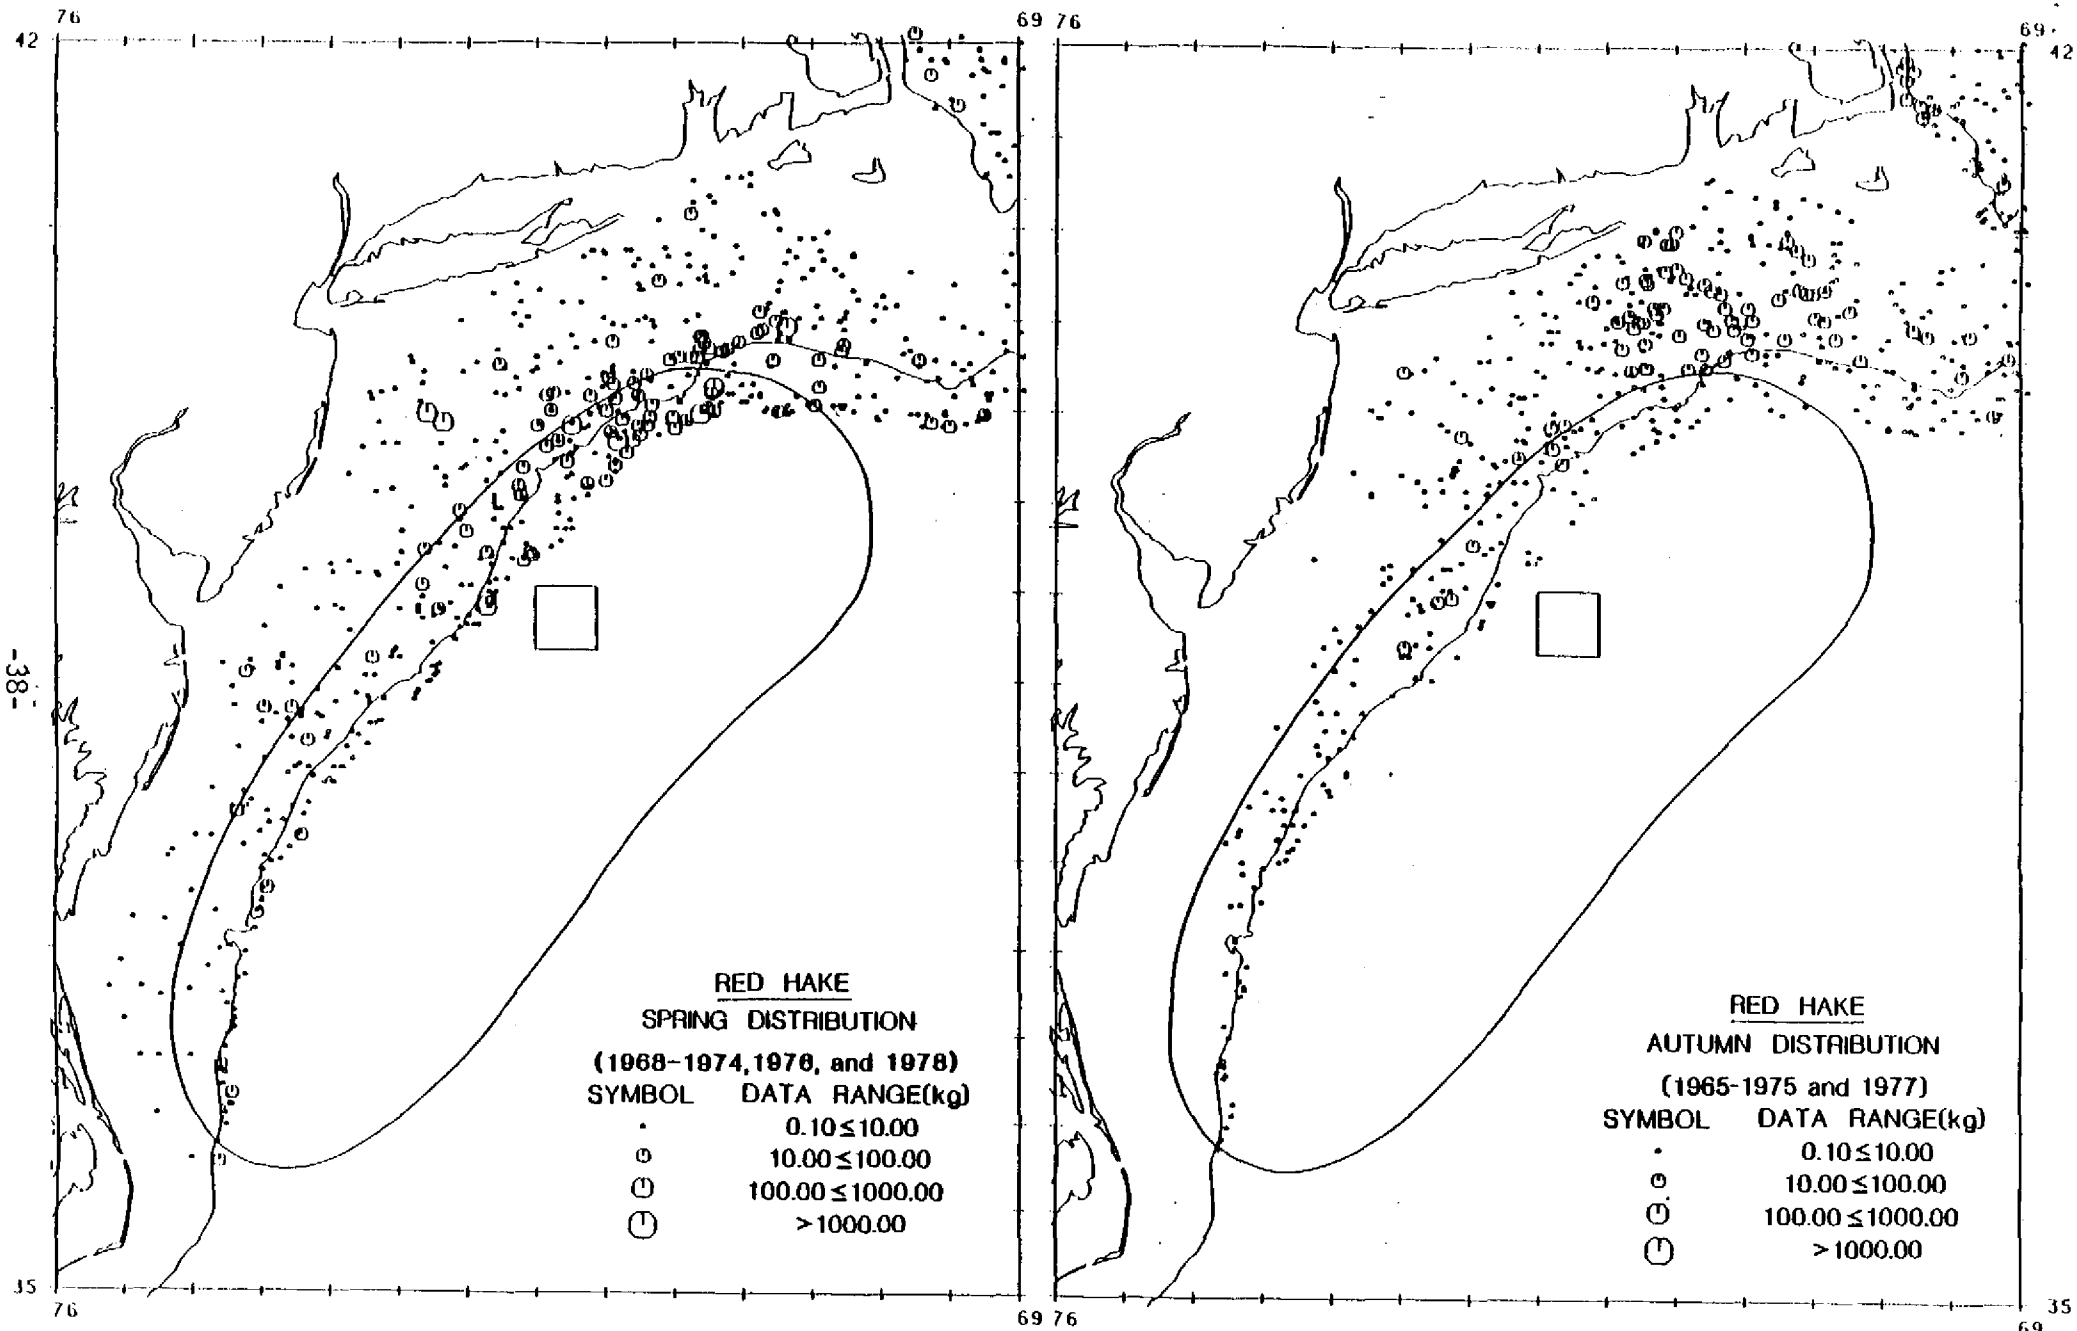 76
69 76
69
42
42
-38-
RED HAKE
SPRING DISTRIBUTION
(1968-1974,1976, and 1978)
SYMBOL DATA RANGE(kg)
0.10≤10.00
10.00≤100.00
100.00≤1000.00
>1000.00
RED HAKE
AUTUMN DISTRIBUTION
(1965-1975 and 1977)
SYMBOL DATA RANGE(kg)
0.10≤10.00
10.00≤100.00
100.00≤1000.00
>1000.00
35
35
76
69 76
69